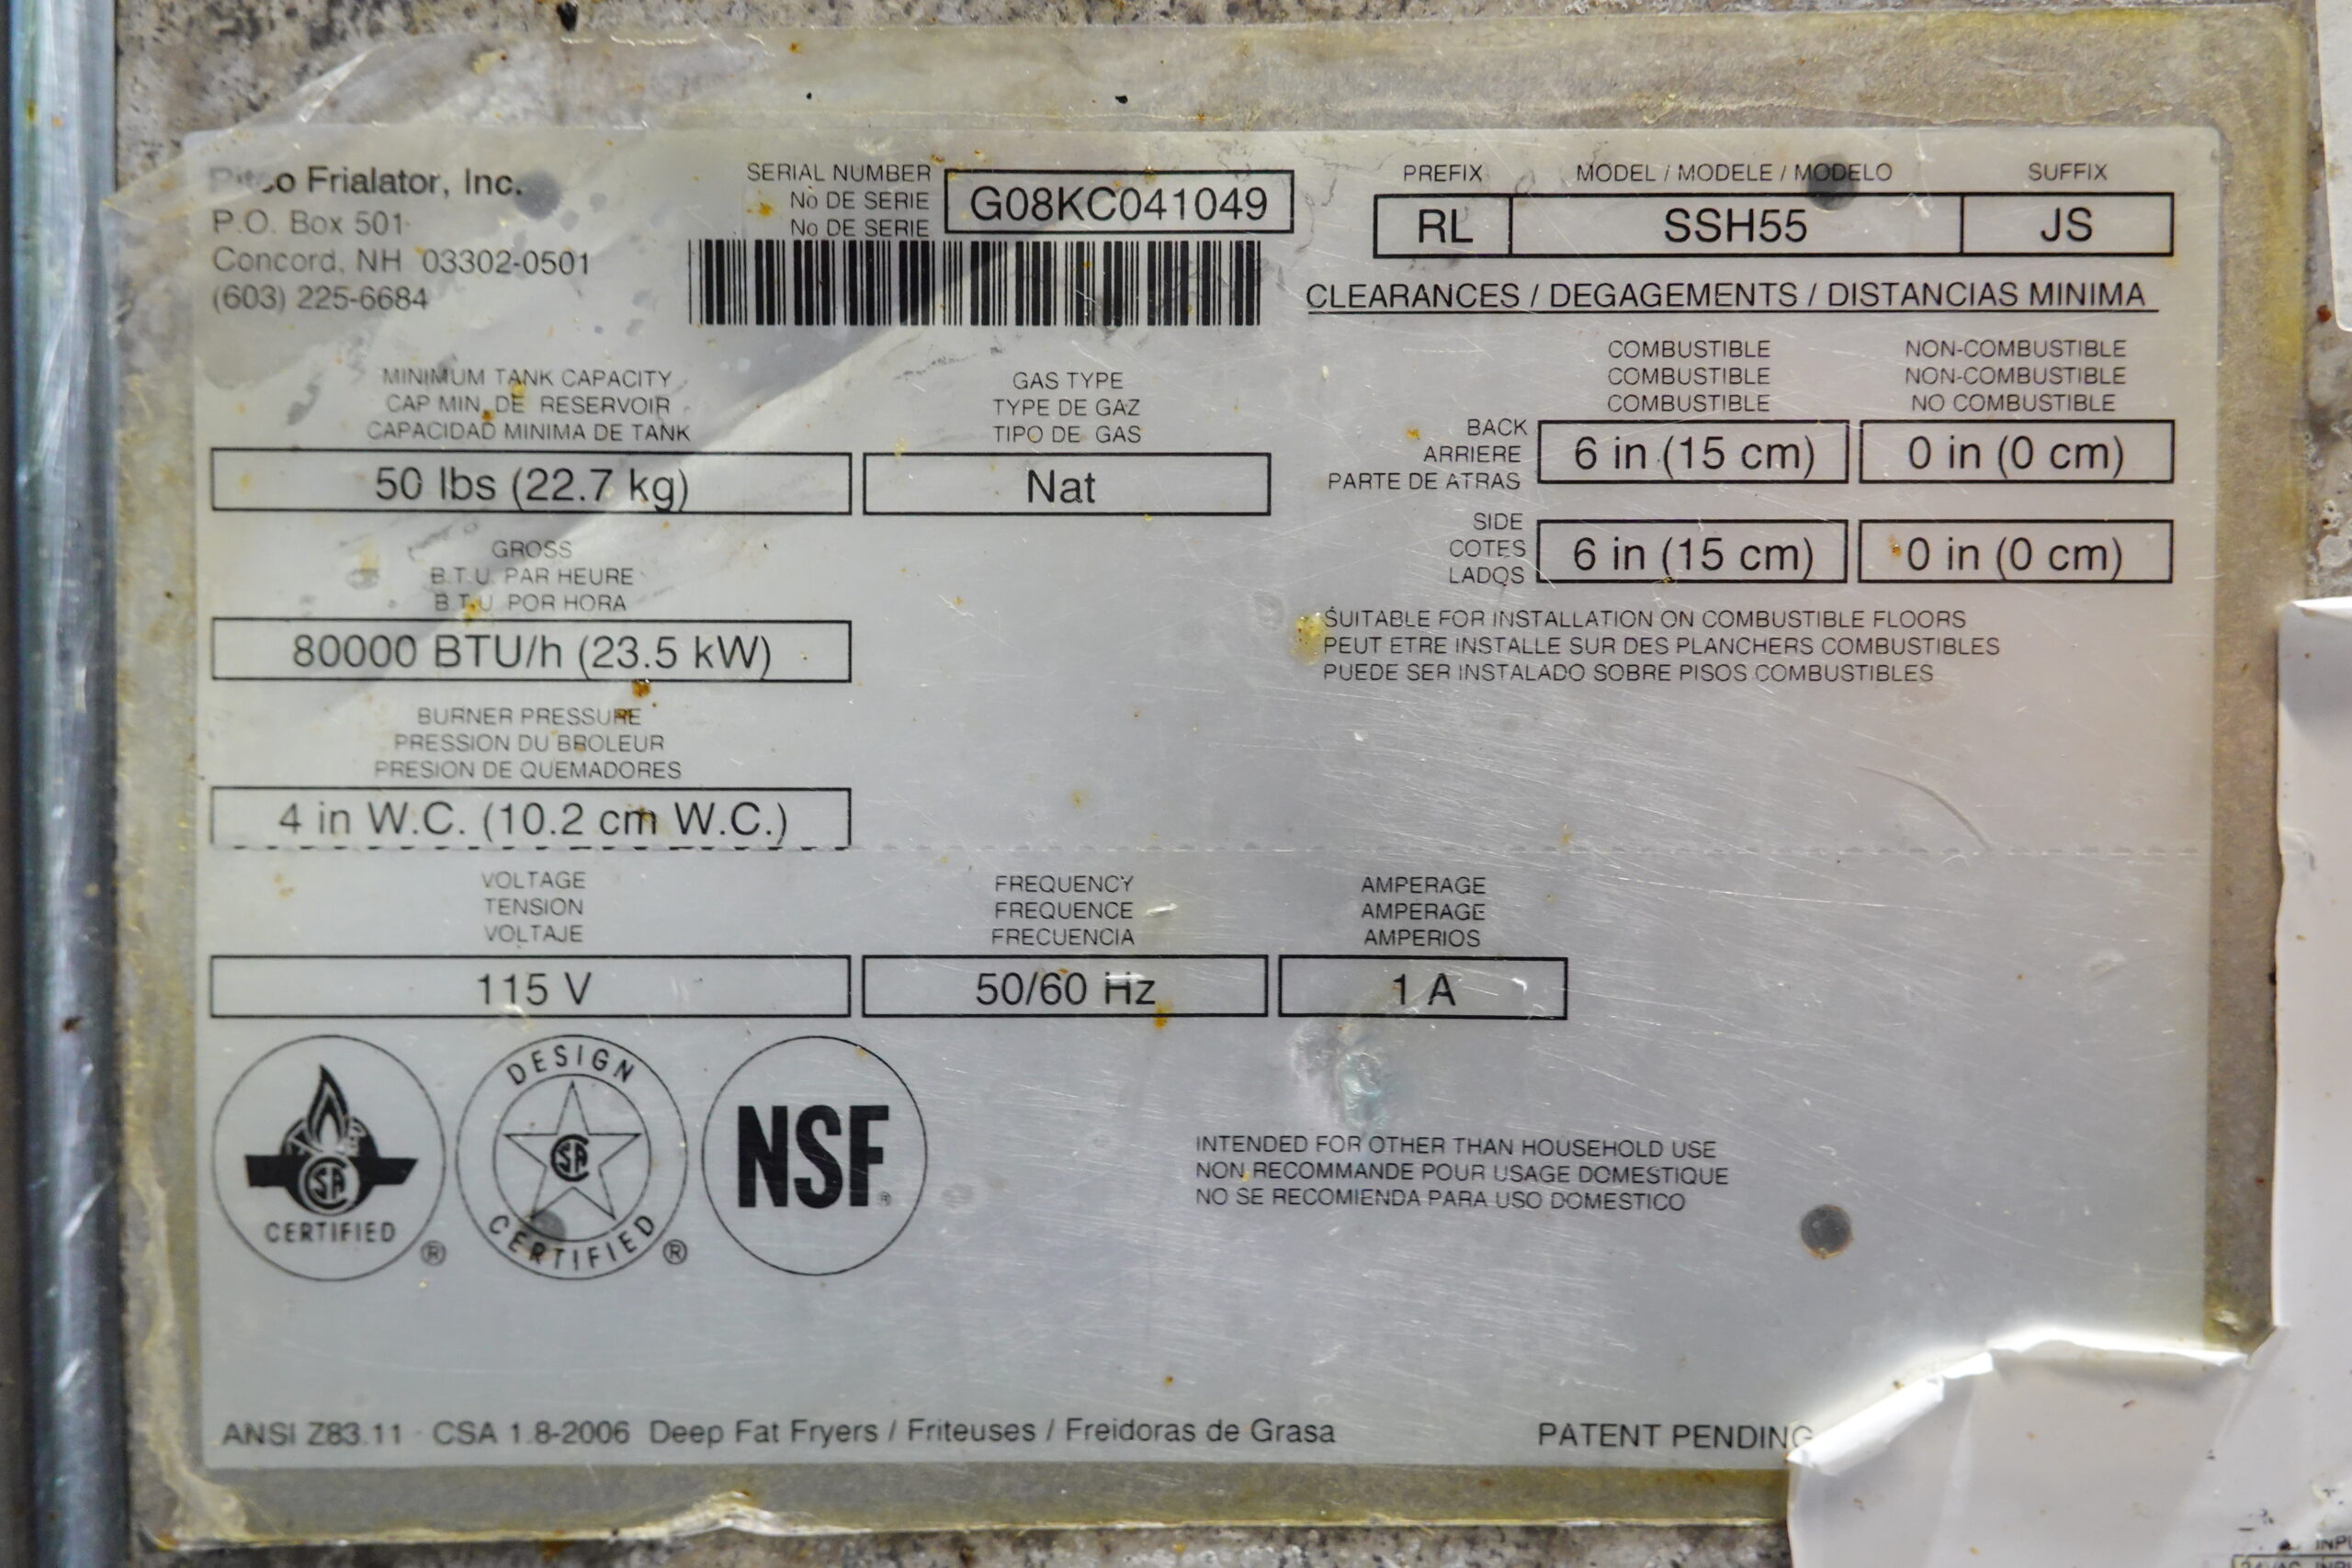 Pitco Frialator, Inc.
P.O. Box 501
Concord, NH 03302-0501
(603) 225-6684
SERIAL NUMBER
No DE SERIE
No DE SERIE
G08KC041049
PREFIX MODEL / MODELE / MODELO SUFFIX
RL SSH55 JS
CLEARANCES / DEGAGEMENTS / DISTANCIAS MINIMA
COMBUSTIBLE NON-COMBUSTIBLE
COMBUSTIBLE NON-COMBUSTIBLE
COMBUSTIBLE NO COMBUSTIBLE
BACK
ARRIERE
PARTE DE ATRAS
6 in (15 cm) 0 in (0 cm)
SIDE
COTES
LADOS
6 in (15 cm) 0 in (0 cm)
SUITABLE FOR INSTALLATION ON COMBUSTIBLE FLOORS
PEUT ETRE INSTALLE SUR DES PLANCHERS COMBUSTIBLES
PUEDE SER INSTALADO SOBRE PISOS COMBUSTIBLES
MINIMUM TANK CAPACITY
CAP MIN. DE RESERVOIR
CAPACIDAD MINIMA DE TANK
50 lbs (22.7 kg)
GAS TYPE
TYPE DE GAZ
TIPO DE GAS
Nat
GROSS
B.T.U. PAR HEURE
B.T.U POR HORA
80000 BTU/h (23.5 kW)
BURNER PRESSURE
PRESSION DU BROLEUR
PRESION DE QUEMADORES
4 in W.C. (10.2 cm W.C.)
VOLTAGE
TENSION
VOLTAJE
115 V
FREQUENCY
FREQUENCE
FRECUENCIA
50/60 Hz
AMPERAGE
AMPERAGE
AMPERIOS
1 A
CSA
CERTIFIED
®
DESIGN
CSA
CERTIFIED
®
NSF®
INTENDED FOR OTHER THAN HOUSEHOLD USE
NON RECOMMANDE POUR USAGE DOMESTIQUE
NO SE RECOMIENDA PARA USO DOMESTICO
ANSI Z83.11 - CSA 1.8-2006 Deep Fat Fryers / Friteuses / Freidoras de Grasa
PATENT PENDING